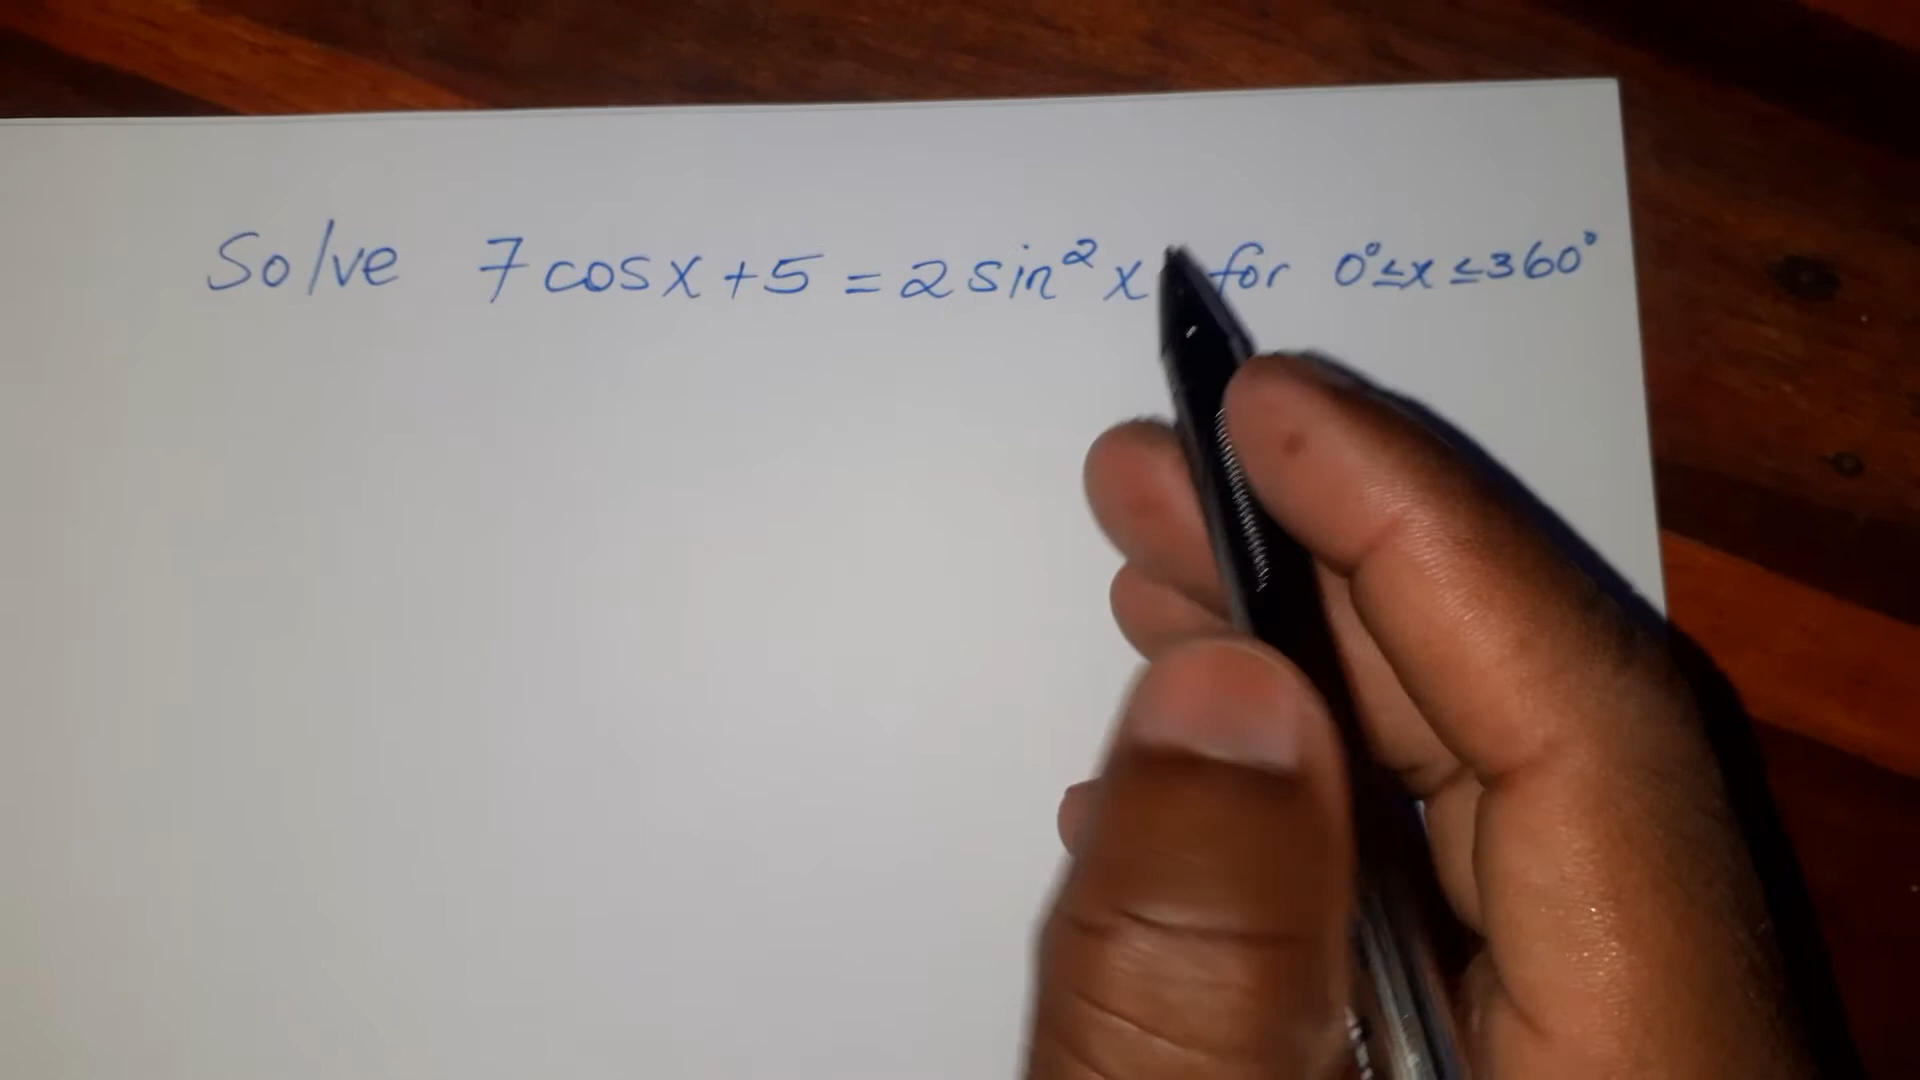 Solve 7cosx+5 = 2sin²x for 0°≤x≤360°